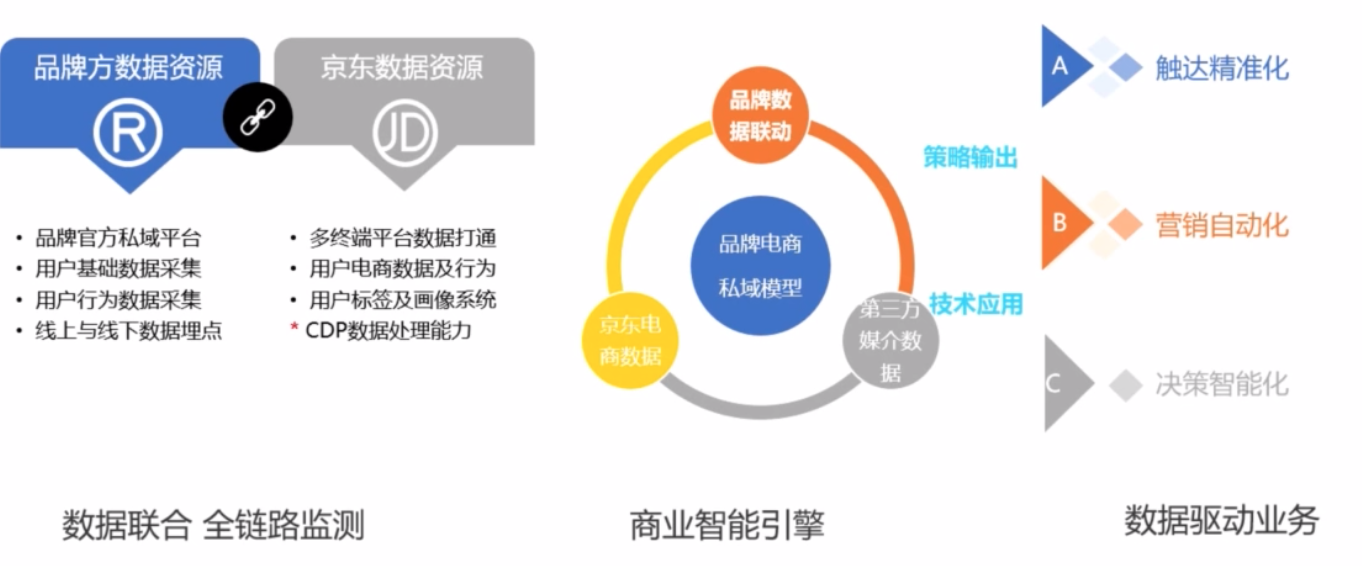 品牌方数据资源
R
• 品牌官方私域平台
• 用户基础数据采集
• 用户行为数据采集
• 线上与线下数据埋点
京东数据资源
JD
• 多终端平台数据打通
• 用户电商数据及行为
• 用户标签及画像系统
* CDP数据处理能力
数据联合 全链路监测
品牌数
据联动
品牌电商
私域模型
京东电
商数据
第三方
媒介数
据
策略输出
技术应用
商业智能引擎
A 触达精准化
B 营销自动化
C 决策智能化
数据驱动业务